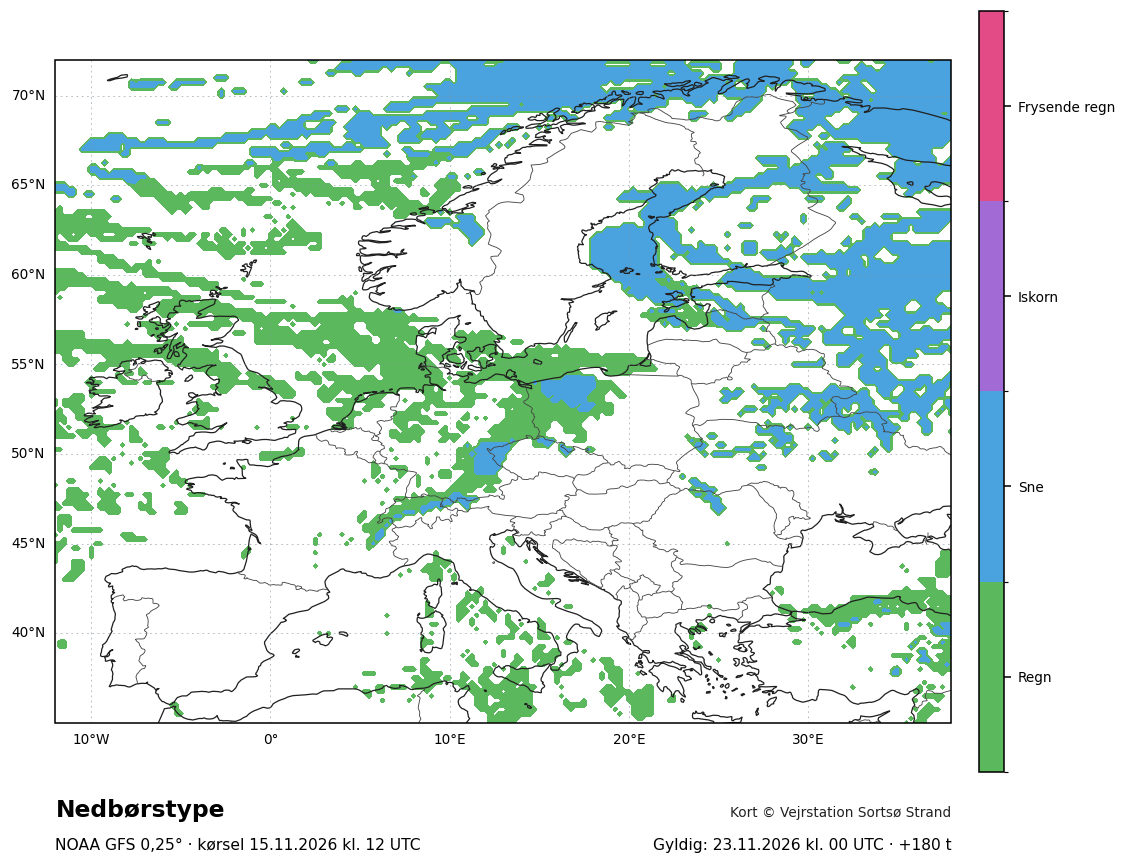 70°N
65°N
60°N
55°N
50°N
45°N
40°N
10°W
0°
10°E
20°E
30°E
Frysende regn
Iskorn
Sne
Regn
Nedbørstype
Kort © Vejrstation Sortsø Strand
NOAA GFS 0,25° · kørsel 15.11.2026 kl. 12 UTC
Gyldig: 23.11.2026 kl. 00 UTC · +180 t